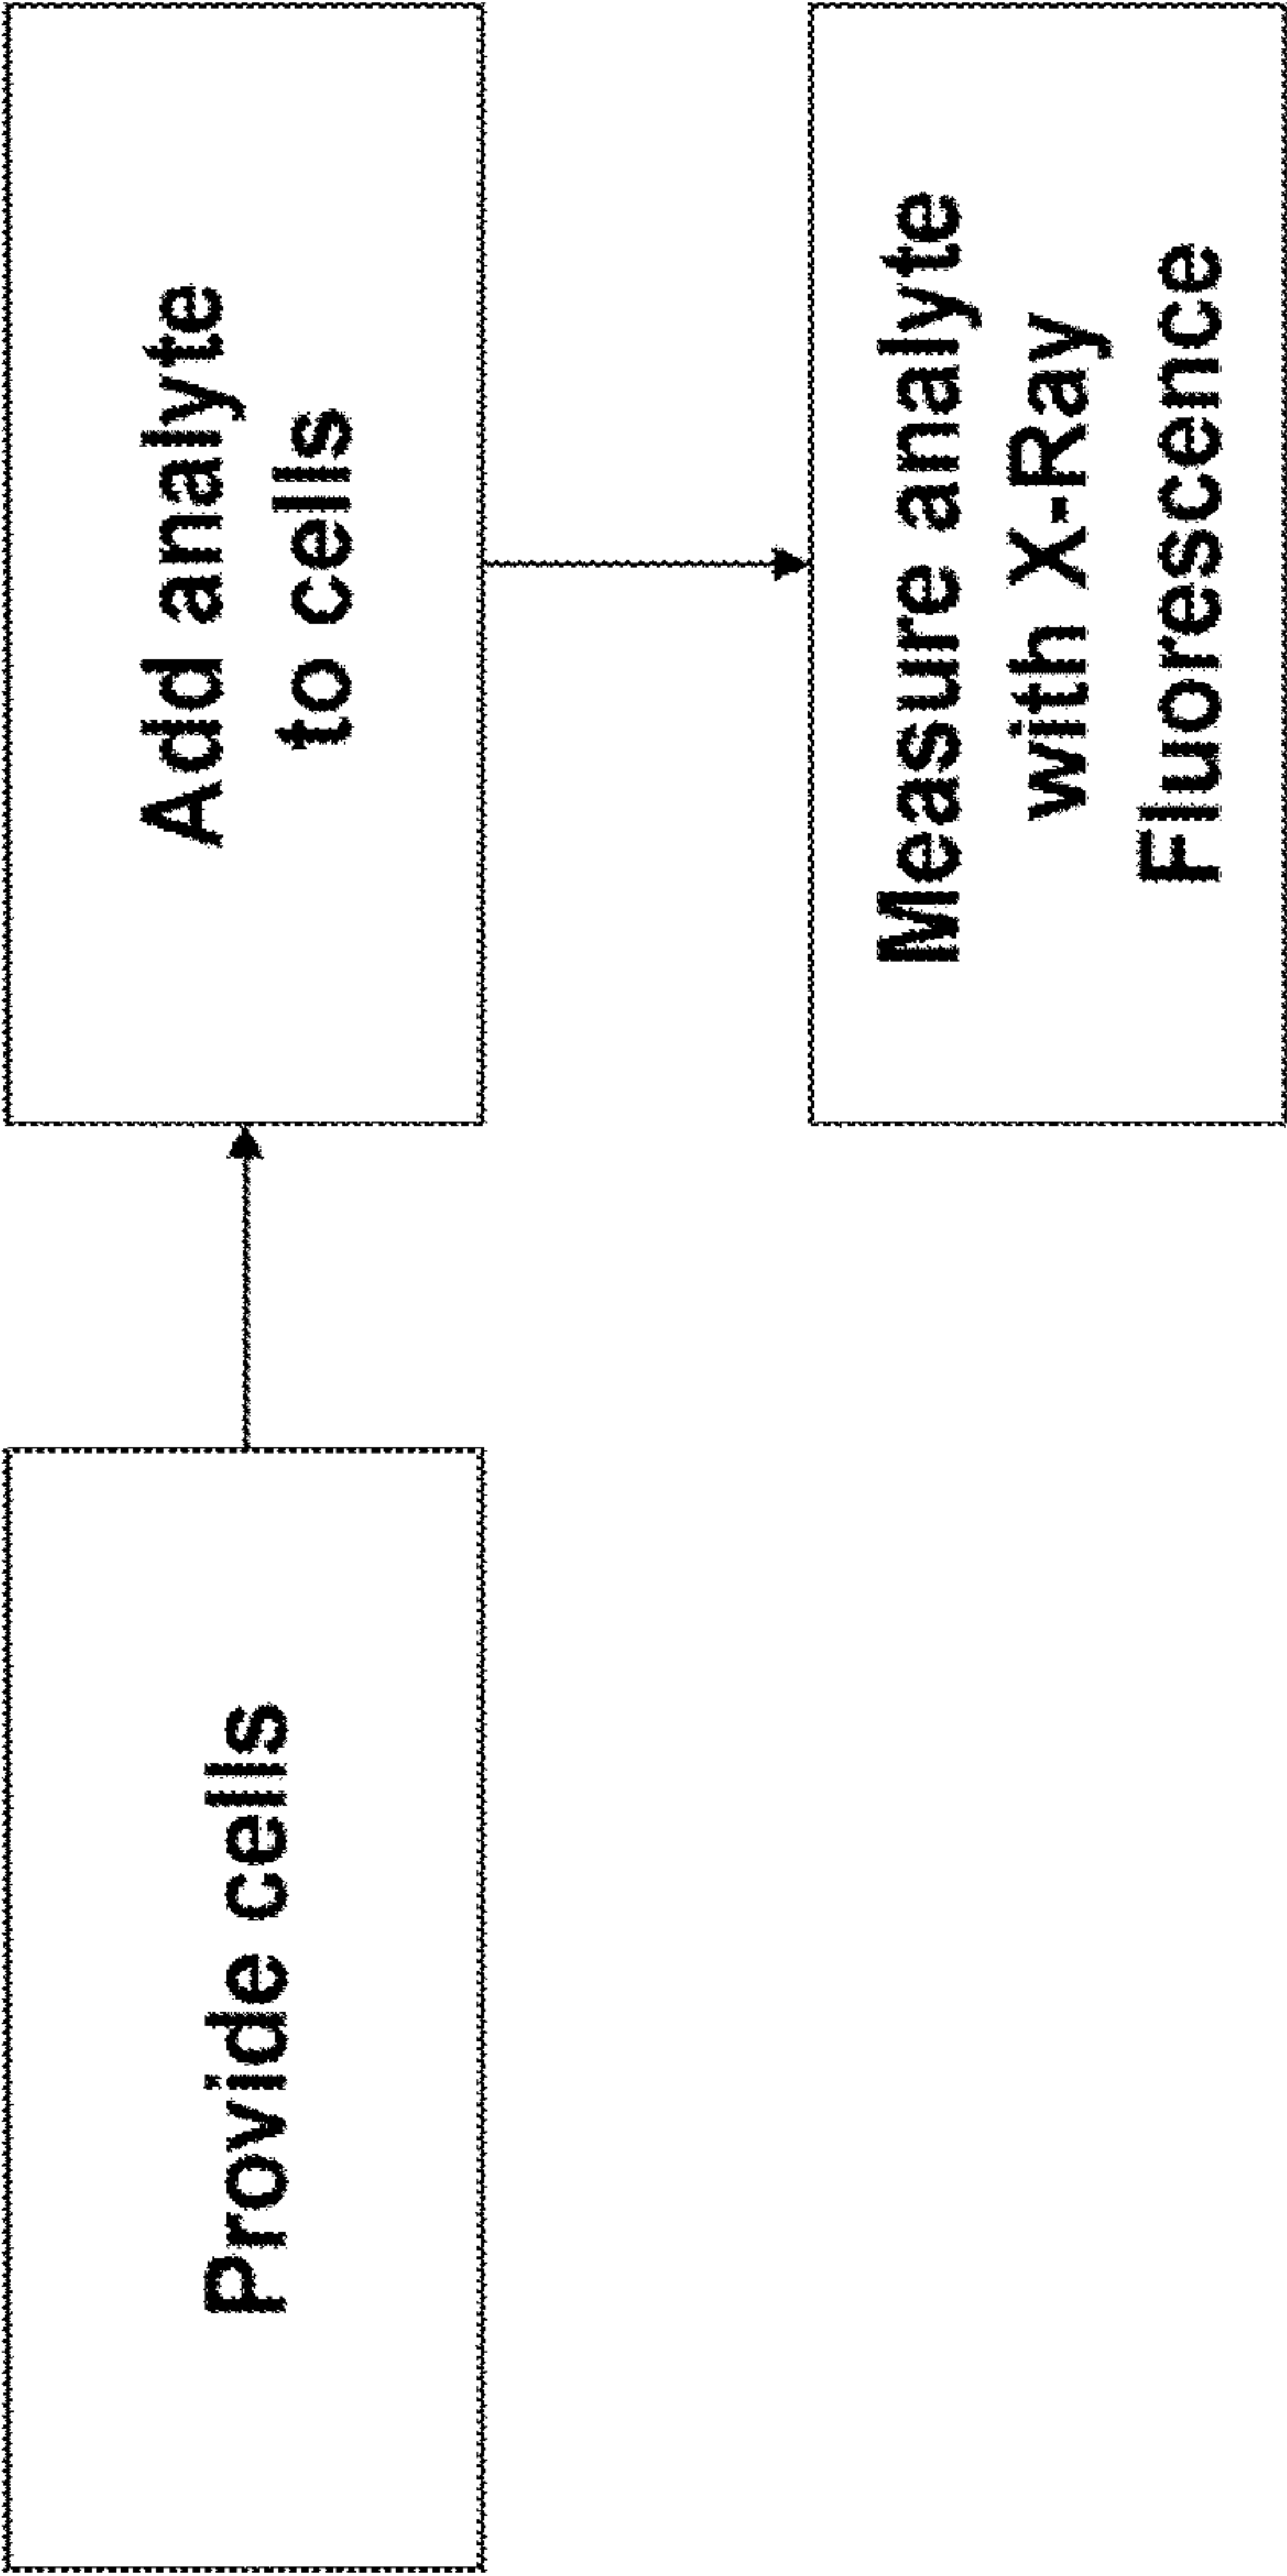 Provide cells
Add analyte
to cells
Measure analyte
with X-Ray
Fluorescence